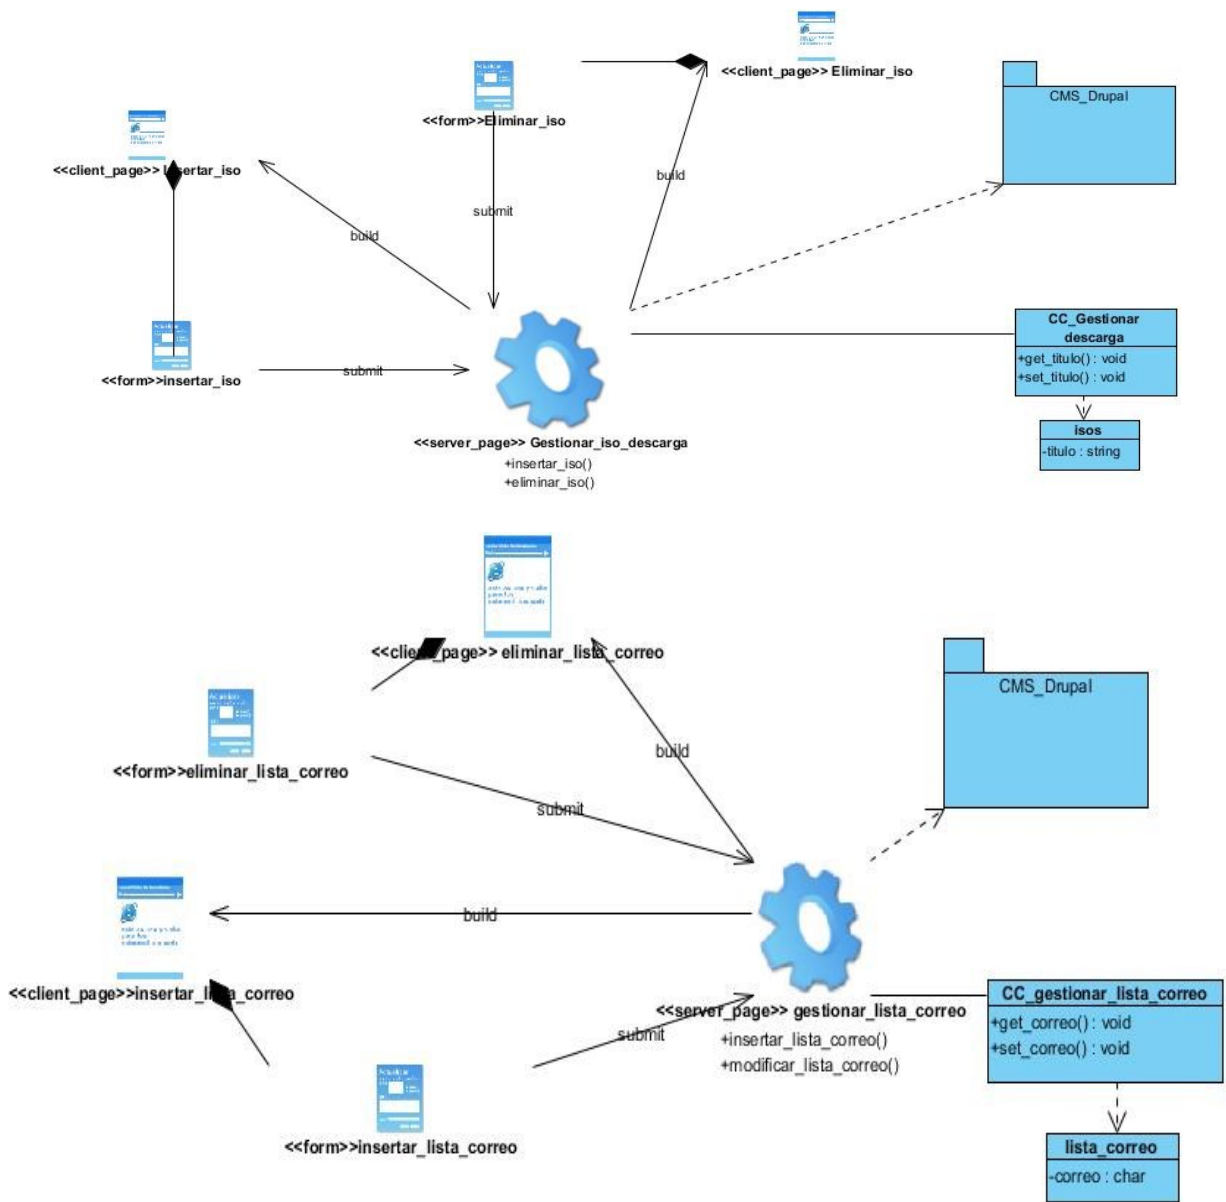 <<client_page>> Eliminar_iso
<<form>>Eliminar_iso
CMS_Drupal
<<client_page>> Insertar_iso
build
submit
build
<<form>>insertar_iso
submit
CC_Gestionar
descarga
+get_titulo() : void
+set_titulo() : void
isos
-titulo : string
<<server_page>> Gestionar_iso_descarga
+insertar_iso()
+eliminar_iso()
<<client_page>> eliminar_lista_correo
CMS_Drupal
<<form>>eliminar_lista_correo
build
submit
build
<<client_page>>insertar_lista_correo
<<server_page>> gestionar_lista_correo
+insertar_lista_correo()
+modificar_lista_correo()
submit
CC_gestionar_lista_correo
+get_correo() : void
+set_correo() : void
<<form>>insertar_lista_correo
lista_correo
-correo : char